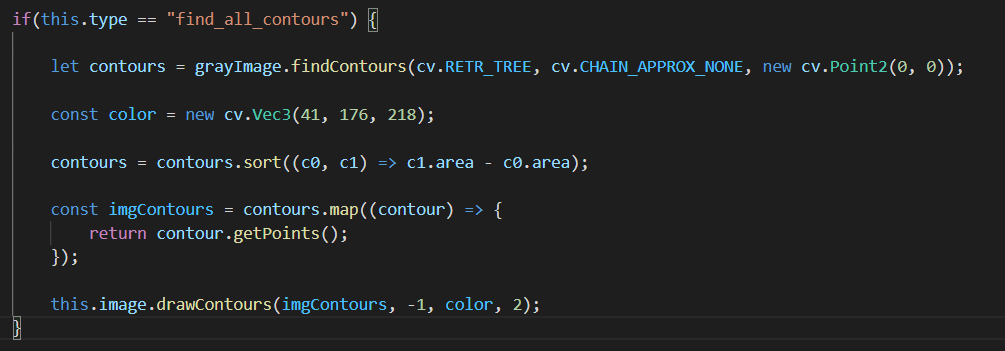 if(this.type == "find_all_contours") {
let contours = grayImage.findContours(cv.RETR_TREE, cv.CHAIN_APPROX_NONE, new cv.Point2(0, 0));
const color = new cv.Vec3(41, 176, 218);
contours = contours.sort((c0, c1) => c1.area - c0.area);
const imgContours = contours.map((contour) => {
return contour.getPoints();
});
this.image.drawContours(imgContours, -1, color, 2);
}